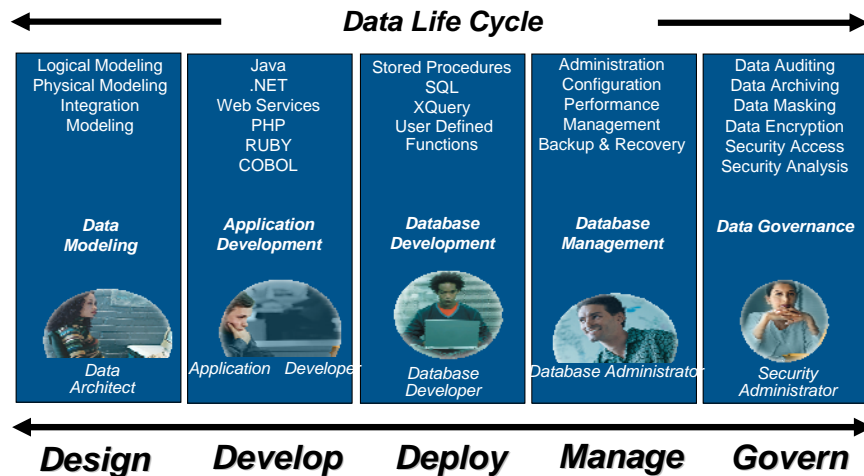 Data Life Cycle
Logical Modeling
Physical Modeling
Integration
Modeling
Data
Modeling
Data
Architect
Java
.NET
Web Services
PHP
RUBY
COBOL
Application
Development
Application Developer
Stored Procedures
SQL
XQuery
User Defined
Functions
Database
Development
Database
Developer
Administration
Configuration
Performance
Management
Backup & Recovery
Database
Management
Database Administrator
Data Auditing
Data Archiving
Data Masking
Data Encryption
Security Access
Security Analysis
Data Governance
Security
Administrator
Design Develop Deploy Manage Govern